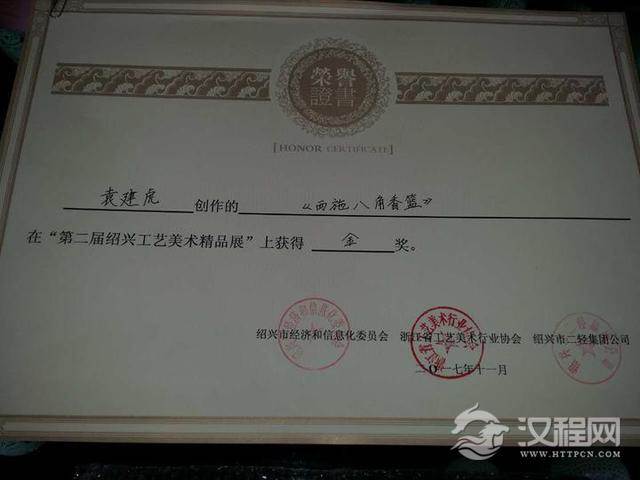 榮譽
證書
[HONOR CERTIFICATE]
袁建虎 创作的 《西施八角香篮》
在“第二届绍兴工艺美术精品展”上获得 金 奖。
绍兴市经济和信息化委员会 浙江省工艺美术行业协会 绍兴市二轻集团公司
二〇一七年十一月
汉程网
WWW.HTTPCN.COM